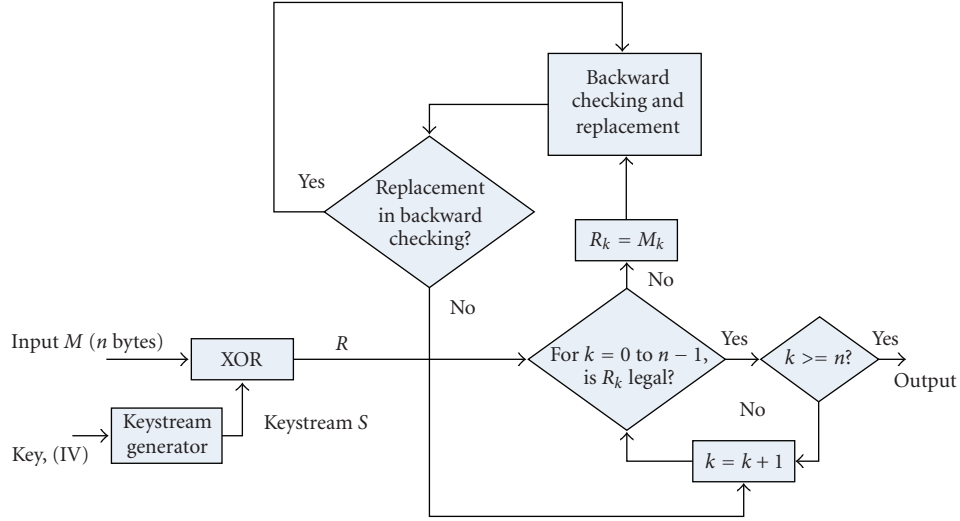 Backward
checking and
replacement
Yes
Replacement
in backward
checking?
R_k = M_k
No
No
Input M (n bytes)
XOR
R
For k = 0 to n − 1,
is R_k legal?
Yes
k >= n?
Yes
Output
Key, (IV)
Keystream
generator
Keystream S
No
k = k + 1